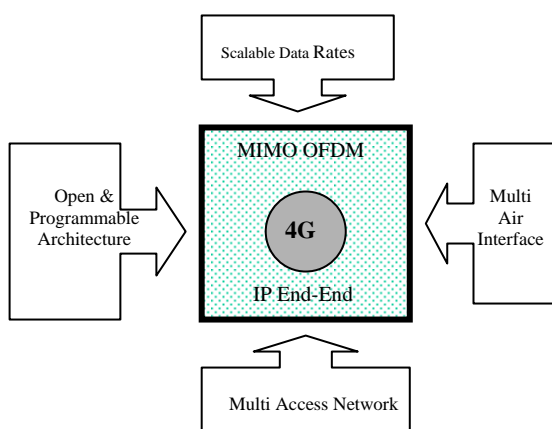 Scalable Data Rates
MIMO OFDM
Open &
Programmable
Architecture
4G
Multi
Air
Interface
IP End-End
Multi Access Network